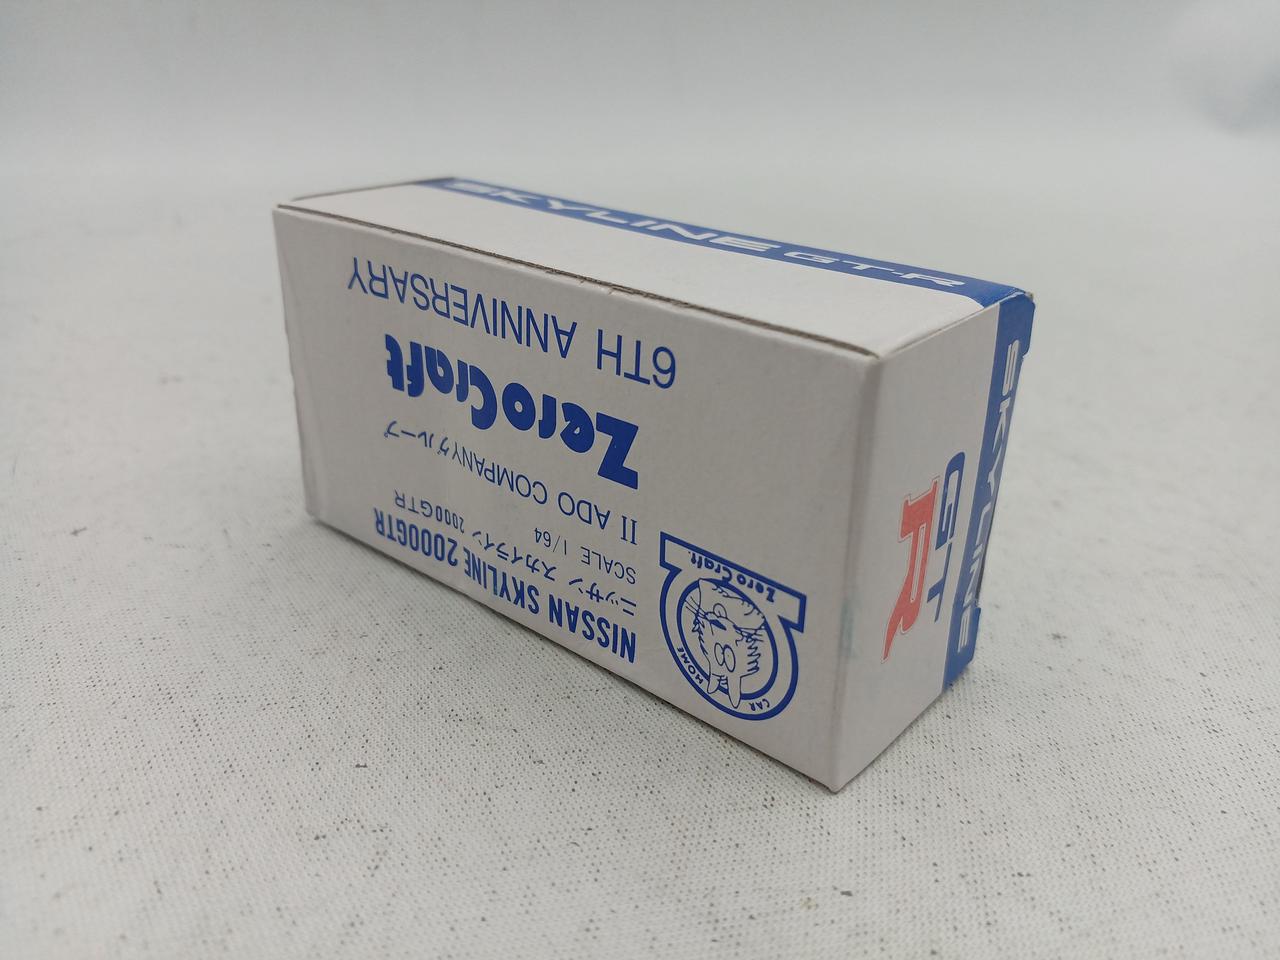 SKYLINE GT-R
NISSAN SKYLINE 2000GTR
ニッサン スカイライン 2000GTR
SCALE 1/64
II ADO COMPANYグループ
ZeroCraft
6TH ANNIVERSARY
Zero Craft.
CAR HOME
SKYLINE
GT
R